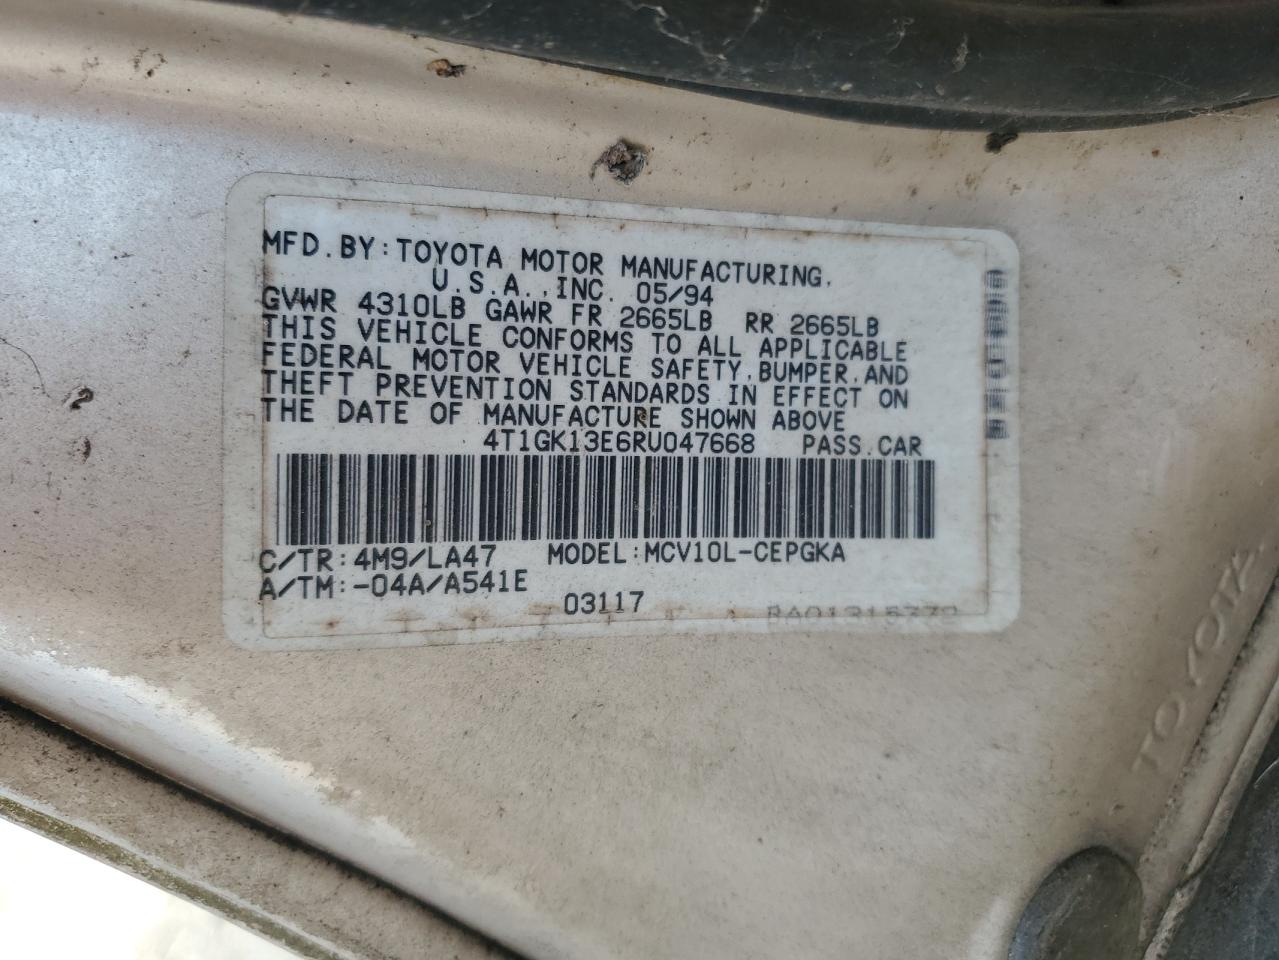 MFD.BY:TOYOTA MOTOR MANUFACTURING,
U.S.A.,INC. 05/94
GVWR 4310LB GAWR FR 2665LB RR 2665LB
THIS VEHICLE CONFORMS TO ALL APPLICABLE
FEDERAL MOTOR VEHICLE SAFETY,BUMPER,AND
THEFT PREVENTION STANDARDS IN EFFECT ON
THE DATE OF MANUFACTURE SHOWN ABOVE
4T1GK13E6RU047668 PASS.CAR
C/TR:4M9/LA47 MODEL:MCV10L-CEPGKA
A/TM:-04A/A541E
03117
TOYOTA